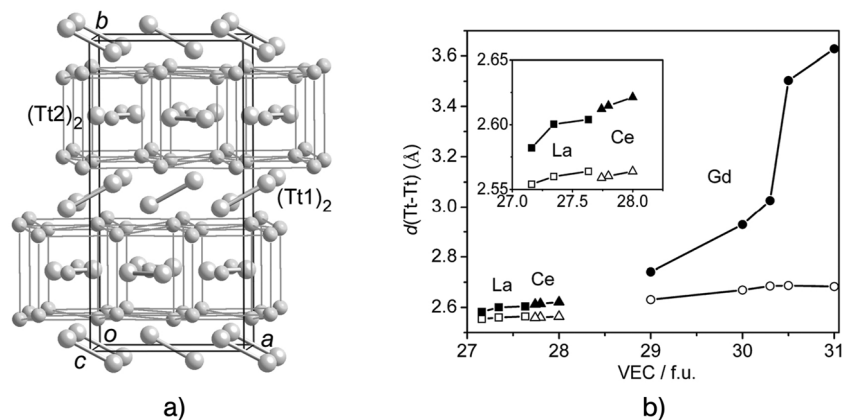 b
(Tt2)2
(Tt1)2
o
a
c
a)
d(Tt-Tt) (Å)
3.6
3.4
3.2
3.0
2.8
2.6
2.65
2.60
2.55
27.0
27.5
28.0
La
Ce
Gd
La
Ce
27
28
29
30
31
VEC / f.u.
b)